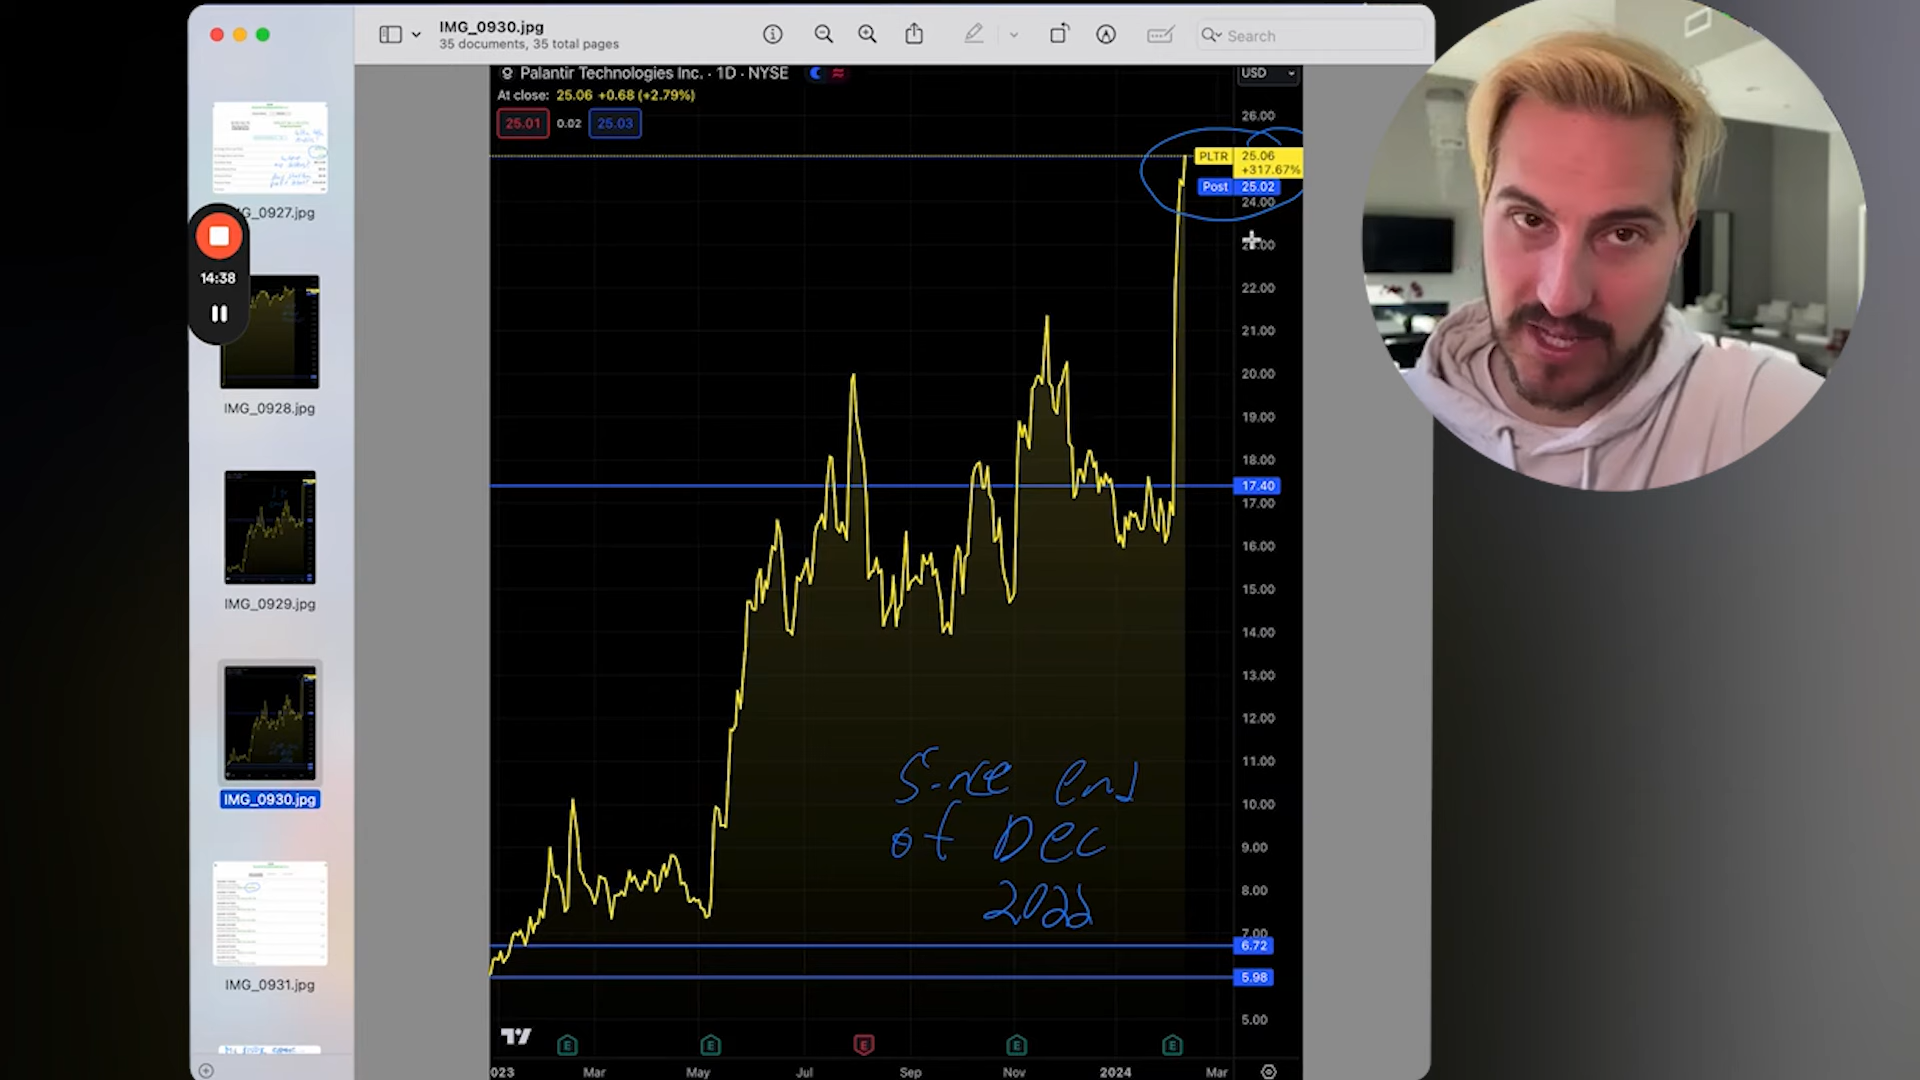 IMG_0930.jpg
35 documents, 35 total pages
Search
IMG_0927.jpg
14:38
IMG_0928.jpg
IMG_0929.jpg
IMG_0930.jpg
IMG_0931.jpg
Palantir Technologies Inc. · 1D · NYSE
USD
At close: 25.06 +0.68 (+2.79%)
25.01 0.02 25.03
26.00
PLTR 25.06
+317.67%
Post 25.02
24.00
23.00
22.00
21.00
20.00
19.00
18.00
17.40
17.00
16.00
15.00
14.00
13.00
12.00
11.00
10.00
9.00
8.00
7.00
6.72
5.98
5.00
Since end
of Dec
2022
E E E E E
023 Mar May Jul Sep Nov 2024 Mar